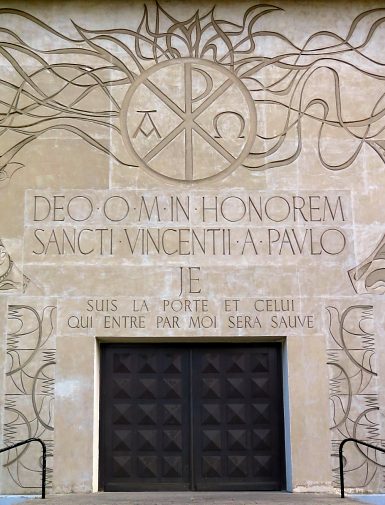 A Ω
DEO·O·M·IN·HONOREM
SANCTI·VINCENTII·A·PAVLO
JE
SUIS LA PORTE ET CELUI
QUI ENTRE PAR MOI SERA SAUVE